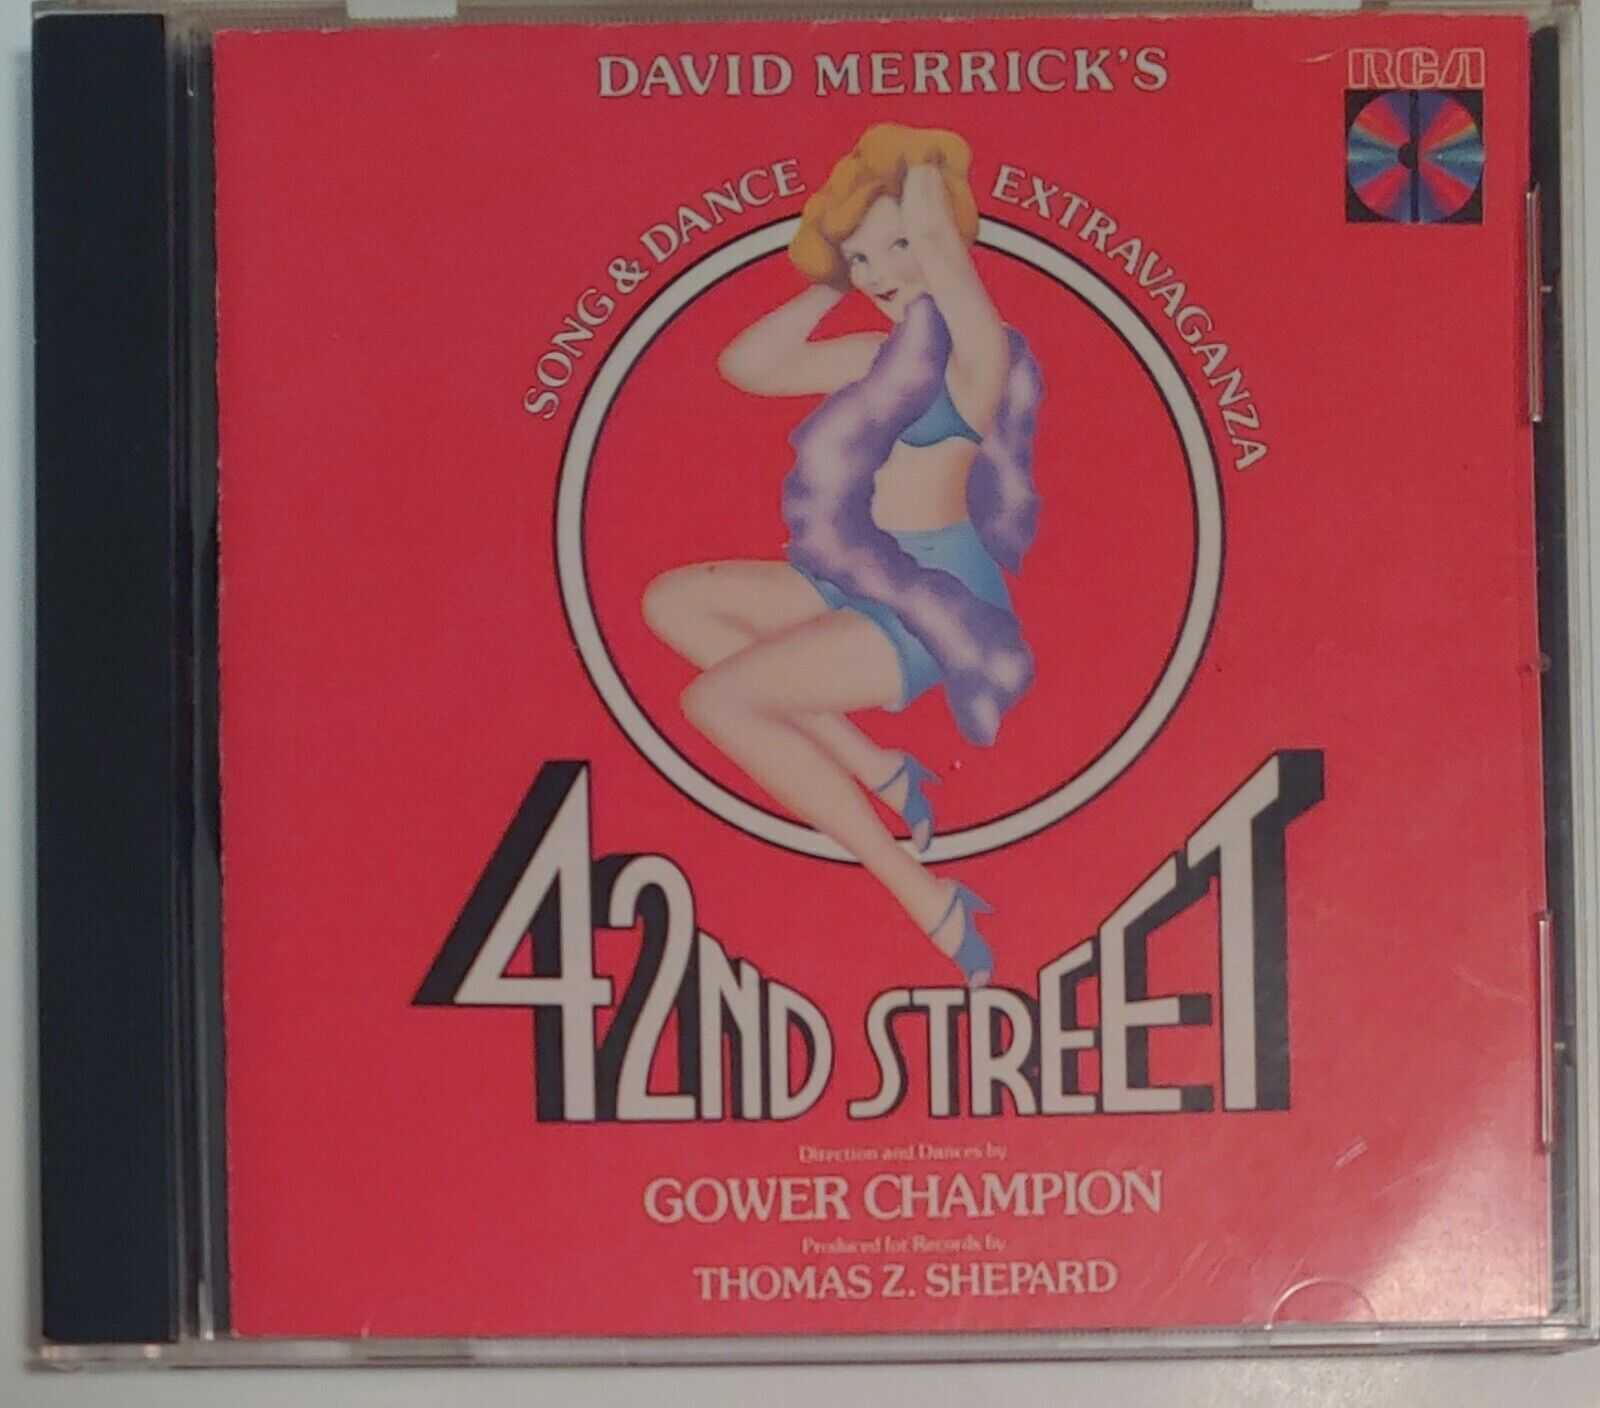 DAVID MERRICK'S
RCA
SONG & DANCE EXTRAVAGANZA
42ND STREET
Direction and Dances by
GOWER CHAMPION
Produced for Records by
THOMAS Z. SHEPARD